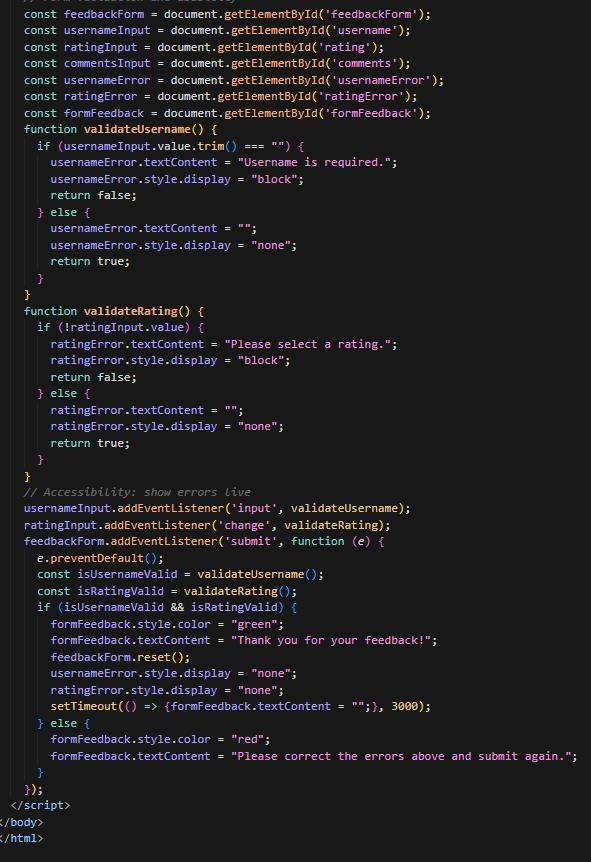 const feedbackForm = document.getElementById('feedbackForm');
const usernameInput = document.getElementById('username');
const ratingInput = document.getElementById('rating');
const commentsInput = document.getElementById('comments');
const usernameError = document.getElementById('usernameError');
const ratingError = document.getElementById('ratingError');
const formFeedback = document.getElementById('formFeedback');
function validateUsername() {
if (usernameInput.value.trim() === "") {
usernameError.textContent = "Username is required.";
usernameError.style.display = "block";
return false;
} else {
usernameError.textContent = "";
usernameError.style.display = "none";
return true;
}
}
function validateRating() {
if (!ratingInput.value) {
ratingError.textContent = "Please select a rating.";
ratingError.style.display = "block";
return false;
} else {
ratingError.textContent = "";
ratingError.style.display = "none";
return true;
}
}
// Accessibility: show errors live
usernameInput.addEventListener('input', validateUsername);
ratingInput.addEventListener('change', validateRating);
feedbackForm.addEventListener('submit', function (e) {
e.preventDefault();
const isUsernameValid = validateUsername();
const isRatingValid = validateRating();
if (isUsernameValid && isRatingValid) {
formFeedback.style.color = "green";
formFeedback.textContent = "Thank you for your feedback!";
feedbackForm.reset();
usernameError.style.display = "none";
ratingError.style.display = "none";
setTimeout(() => {formFeedback.textContent = "";}, 3000);
} else {
formFeedback.style.color = "red";
formFeedback.textContent = "Please correct the errors above and submit again.";
}
});
</script>
</body>
</html>